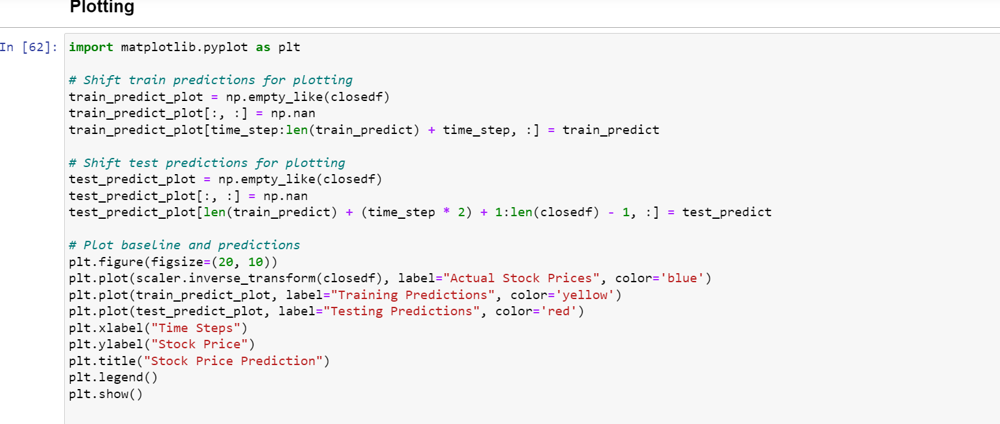 Plotting
In [62]: import matplotlib.pyplot as plt
# Shift train predictions for plotting
train_predict_plot = np.empty_like(closedf)
train_predict_plot[:, :] = np.nan
train_predict_plot[time_step:len(train_predict) + time_step, :] = train_predict
# Shift test predictions for plotting
test_predict_plot = np.empty_like(closedf)
test_predict_plot[:, :] = np.nan
test_predict_plot[len(train_predict) + (time_step * 2) + 1:len(closedf) - 1, :] = test_predict
# Plot baseline and predictions
plt.figure(figsize=(20, 10))
plt.plot(scaler.inverse_transform(closedf), label="Actual Stock Prices", color='blue')
plt.plot(train_predict_plot, label="Training Predictions", color='yellow')
plt.plot(test_predict_plot, label="Testing Predictions", color='red')
plt.xlabel("Time Steps")
plt.ylabel("Stock Price")
plt.title("Stock Price Prediction")
plt.legend()
plt.show()